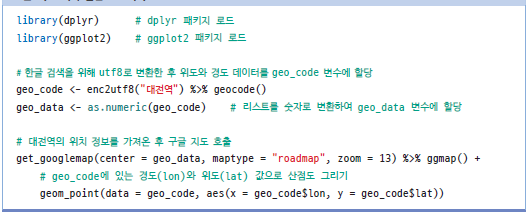 library(dplyr) # dplyr 패키지 로드
library(ggplot2) # ggplot2 패키지 로드
# 한글 검색을 위해 utf8로 변환한 후 위도와 경도 데이터를 geo_code 변수에 할당
geo_code <- enc2utf8("대전역") %>% geocode()
geo_data <- as.numeric(geo_code) # 리스트를 숫자로 변환하여 geo_data 변수에 할당
# 대전역의 위치 정보를 가져온 후 구글 지도 호출
get_googlemap(center = geo_data, maptype = "roadmap", zoom = 13) %>% ggmap() +
# geo_code에 있는 경도(lon)와 위도(lat) 값으로 산점도 그리기
geom_point(data = geo_code, aes(x = geo_code$lon, y = geo_code$lat))